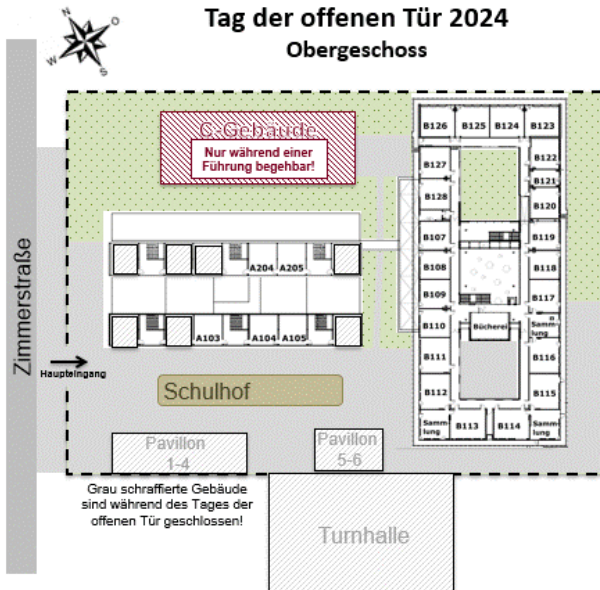 Tag der offenen Tür 2024
Obergeschoss
N
O
W
S
C-Gebäude
Nur während einer
Führung begehbar!
B126 B125 B124 B123
B127 B122
B121
B128 B120
B107 B119
A204 A205 B108 B118
B109 B117
B110 Bücherei Samm-
lung
A103 A104 A105 B111 B116
Zimmerstraße
Haupteingang
Schulhof
B112 B115
Samm-
lung
B113 B114
Samm-
lung
Pavillon
1-4
Pavillon
5-6
Grau schraffierte Gebäude
sind während des Tages der
offenen Tür geschlossen!
Turnhalle